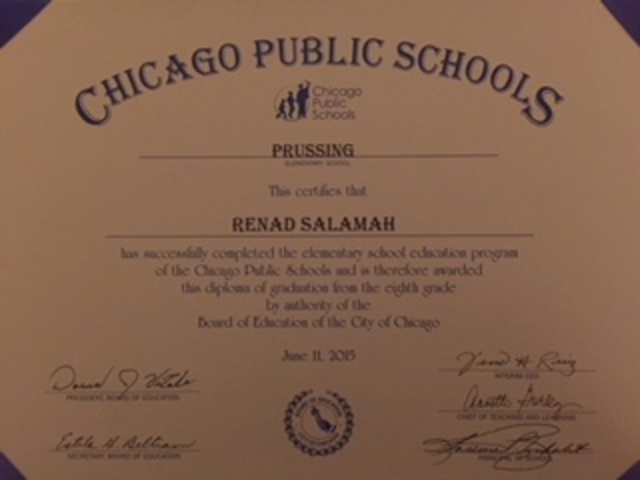 CHICAGO PUBLIC SCHOOLS
Chicago
Public
Schools
PRUSSING
ELEMENTARY SCHOOL
This certifies that
RENAD SALAMAH
has successfully completed the elementary school education program
of the Chicago Public Schools and is therefore awarded
this diploma of graduation from the eighth grade
by authority of the
Board of Education of the City of Chicago
June 11, 2015
PRESIDENT, BOARD OF EDUCATION
INTERIM CEO
CHIEF OF TEACHING AND LEARNING
SECRETARY, BOARD OF EDUCATION
PRINCIPAL OF SCHOOL